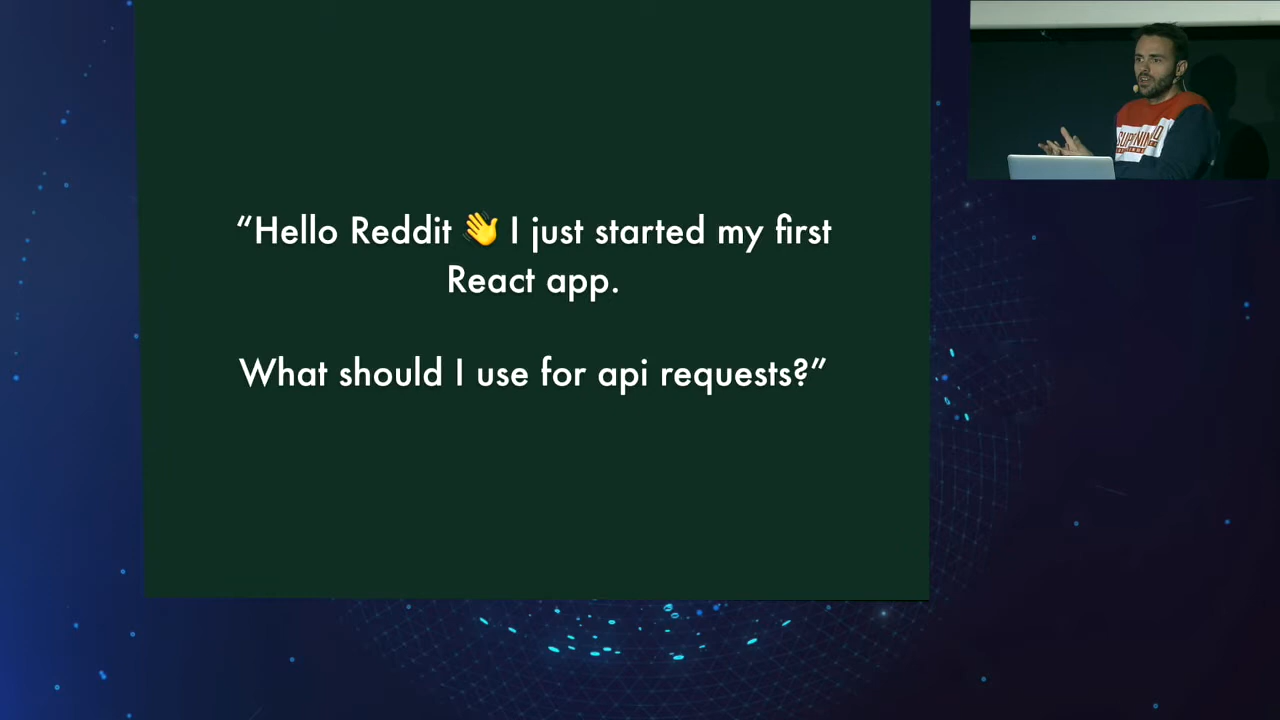 “Hello Reddit 👋 I just started my first
React app.
What should I use for api requests?”